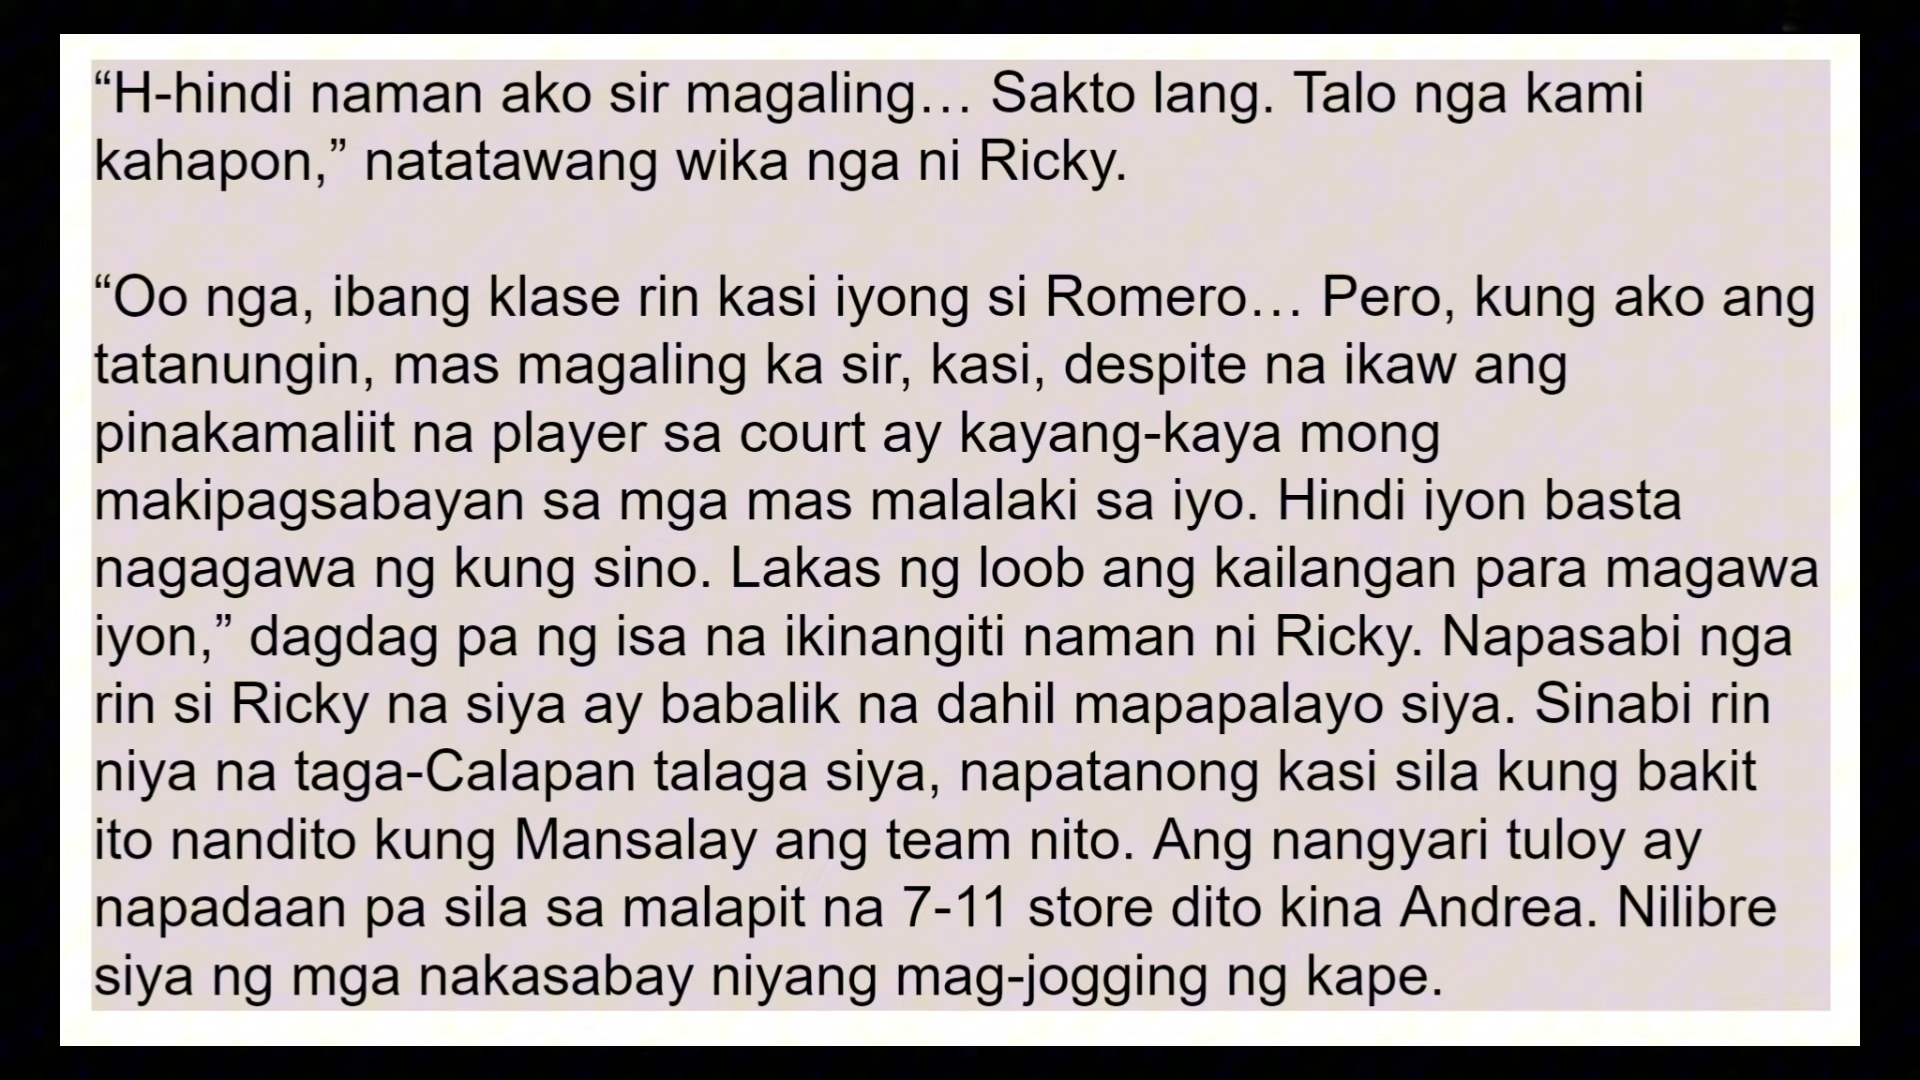 “H-hindi naman ako sir magaling… Sakto lang. Talo nga kami
kahapon,” natatawang wika nga ni Ricky.
“Oo nga, ibang klase rin kasi iyong si Romero… Pero, kung ako ang
tatanungin, mas magaling ka sir, kasi, despite na ikaw ang
pinakamaliit na player sa court ay kayang-kaya mong
makipagsabayan sa mga mas malalaki sa iyo. Hindi iyon basta
nagagawa ng kung sino. Lakas ng loob ang kailangan para magawa
iyon,” dagdag pa ng isa na ikinangiti naman ni Ricky. Napasabi nga
rin si Ricky na siya ay babalik na dahil mapapalayo siya. Sinabi rin
niya na taga-Calapan talaga siya, napatanong kasi sila kung bakit
ito nandito kung Mansalay ang team nito. Ang nangyari tuloy ay
napadaan pa sila sa malapit na 7-11 store dito kina Andrea. Nilibre
siya ng mga nakasabay niyang mag-jogging ng kape.